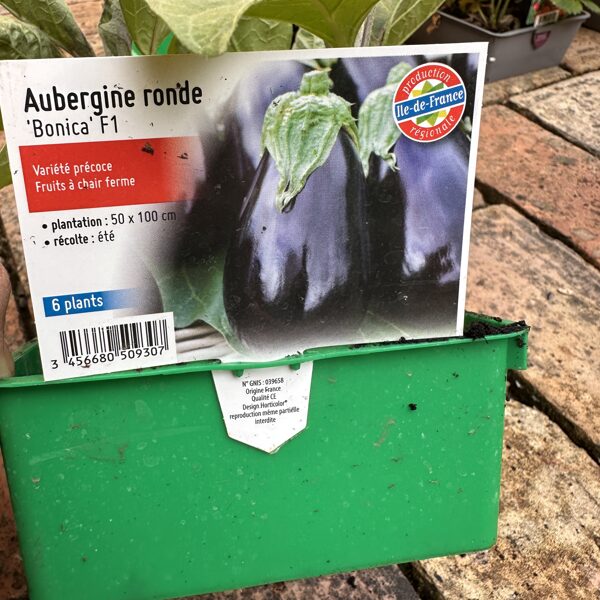 Aubergine ronde
'Bonica' F1
production
Ile-de-France
régionale
Variété précoce
Fruits à chair ferme
• plantation : 50 x 100 cm
• récolte : été
6 plants
3 456680 509307
N° GNIS : 039658
Origine France
Qualité CE
Design Horticolor®
reproduction même partielle
interdite